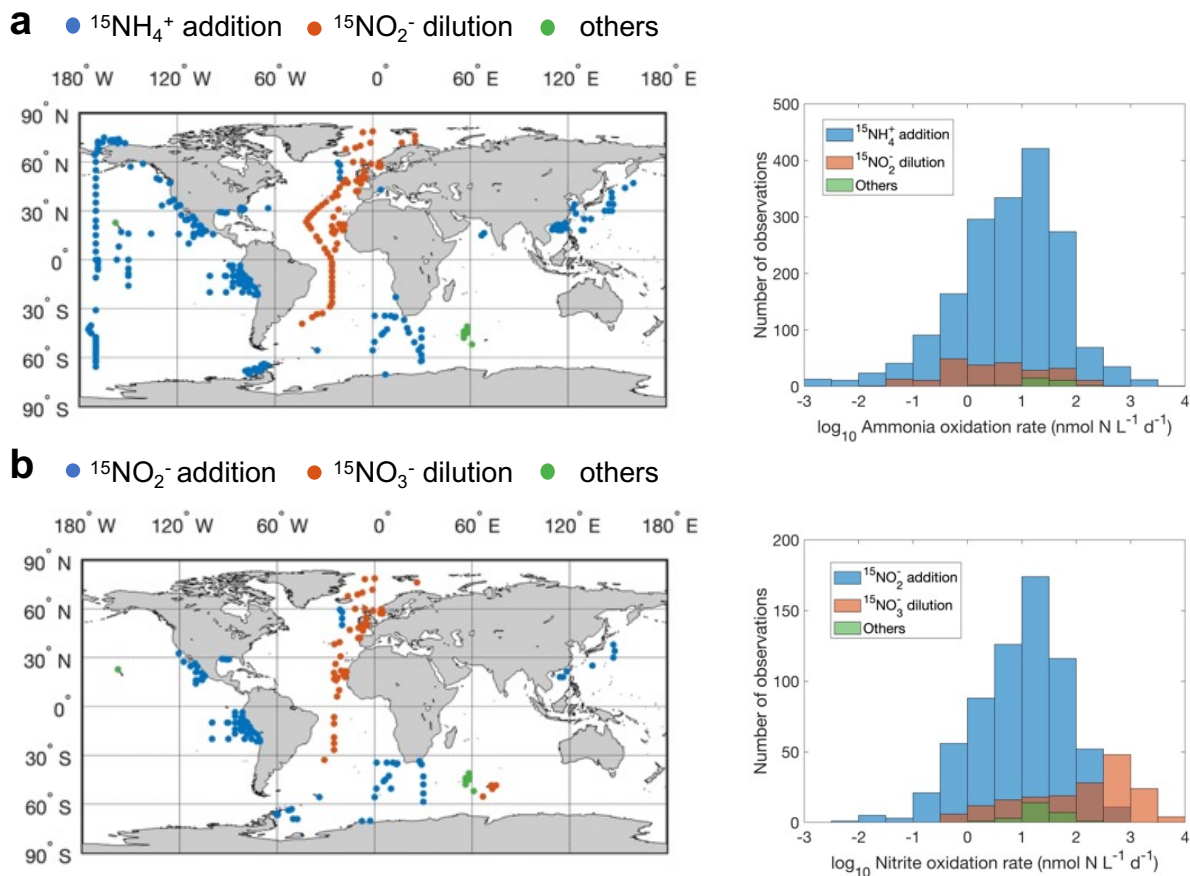 a ● ¹⁵NH₄⁺ addition ● ¹⁵NO₂⁻ dilution ● others
180° W 120° W 60° W 0° E 60° E 120° E 180° E
90° N
60° N
30° N
0°
30° S
60° S
90° S
500
400
300
200
100
0
Number of observations
¹⁵NH₄⁺ addition
¹⁵NO₂⁻ dilution
Others
-3 -2 -1 0 1 2 3 4
log₁₀ Ammonia oxidation rate (nmol N L⁻¹ d⁻¹)
b ● ¹⁵NO₂⁻ addition ● ¹⁵NO₃⁻ dilution ● others
180° W 120° W 60° W 0° E 60° E 120° E 180° E
90° N
60° N
30° N
0°
30° S
60° S
90° S
200
150
100
50
0
Number of observations
¹⁵NO₂⁻ addition
¹⁵NO₃⁻ dilution
Others
-3 -2 -1 0 1 2 3 4
log₁₀ Nitrite oxidation rate (nmol N L⁻¹ d⁻¹)